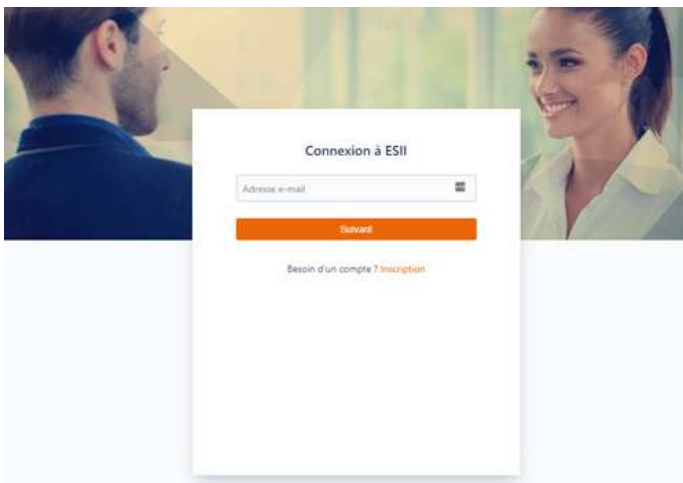 Connexion à ESII
Adresse e-mail
Suivant
Besoin d'un compte ? Inscription